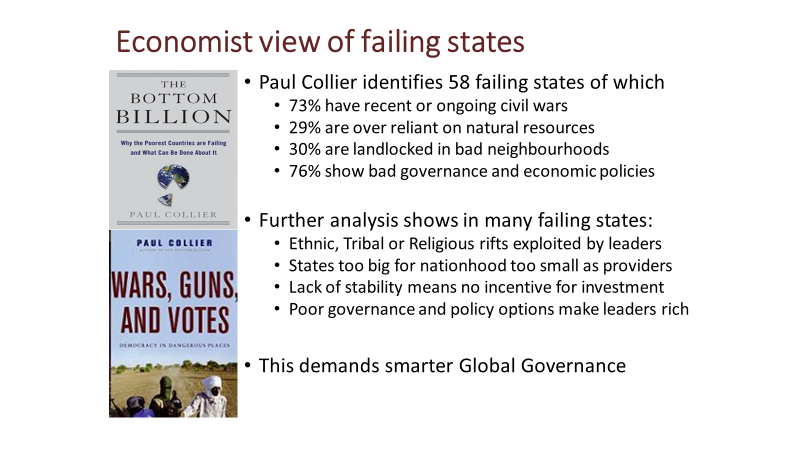 Economist view of failing states
THE
BOTTOM
BILLION
Why the Poorest Countries are Failing
and What Can Be Done About It
PAUL COLLIER
PAUL COLLIER
WARS, GUNS,
AND VOTES
DEMOCRACY IN DANGEROUS PLACES
• Paul Collier identifies 58 failing states of which
• 73% have recent or ongoing civil wars
• 29% are over reliant on natural resources
• 30% are landlocked in bad neighbourhoods
• 76% show bad governance and economic policies
• Further analysis shows in many failing states:
• Ethnic, Tribal or Religious rifts exploited by leaders
• States too big for nationhood too small as providers
• Lack of stability means no incentive for investment
• Poor governance and policy options make leaders rich
• This demands smarter Global Governance